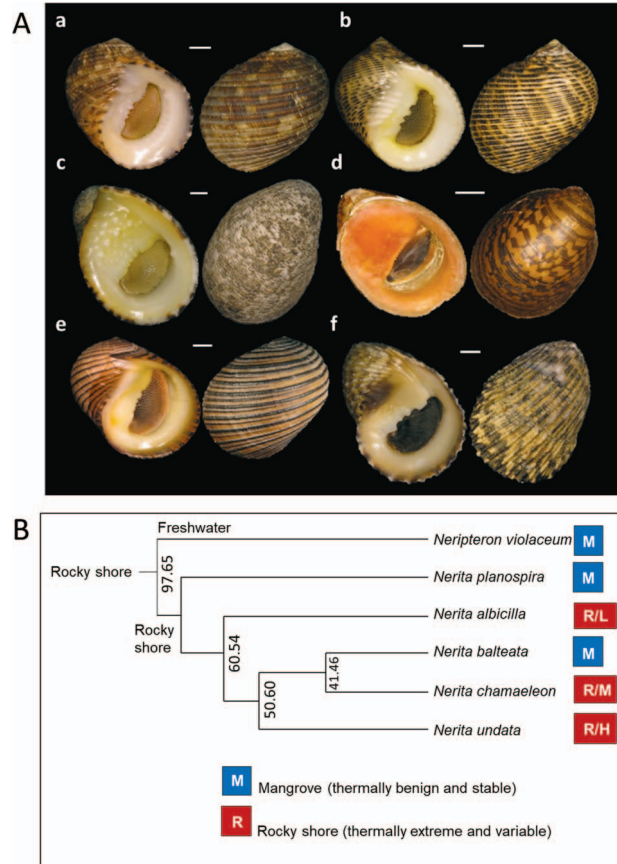 A
a
b
c
d
e
f
B
Freshwater
Neripteron violaceum M
Rocky shore
97.65
Nerita planospira M
Rocky
shore
Nerita albicilla R/L
60.54
Nerita balteata M
41.46
50.60
Nerita chamaeleon R/M
Nerita undata R/H
M Mangrove (thermally benign and stable)
R Rocky shore (thermally extreme and variable)